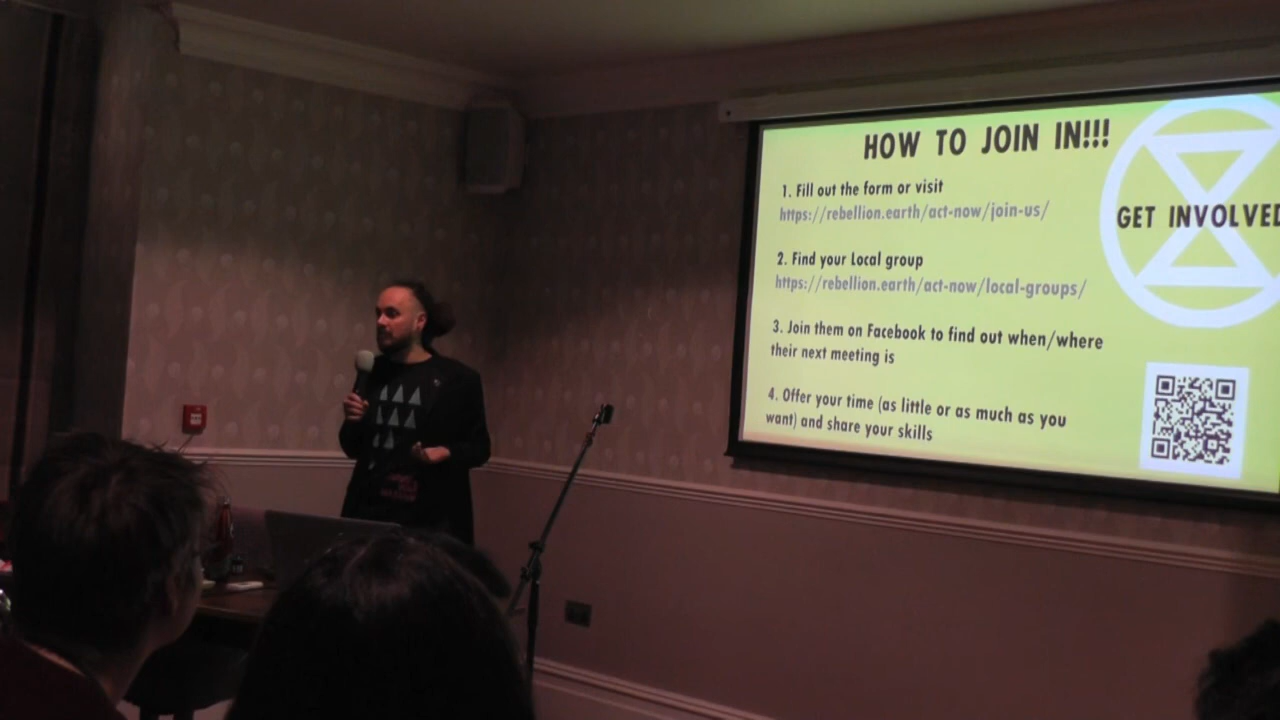 HOW TO JOIN IN!!!
1. Fill out the form or visit
https://rebellion.earth/act-now/join-us/
GET INVOLVED
2. Find your Local group
https://rebellion.earth/act-now/local-groups/
3. Join them on Facebook to find out when/where
their next meeting is
4. Offer your time (as little or as much as you
want) and share your skills